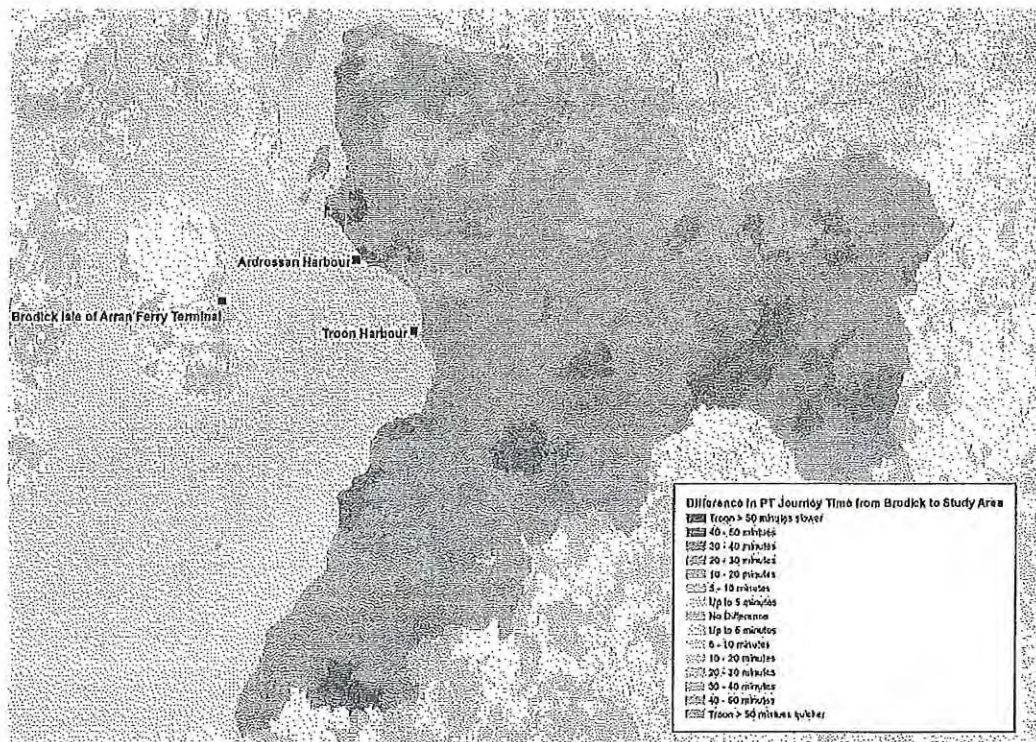 Ardrossan Harbour
Brodick Isle of Arran Ferry Terminal
Troon Harbour
Difference in PT Journey Time from Brodick to Study Area
Troon > 50 minutes slower
40 - 50 minutes
30 - 40 minutes
20 - 30 minutes
10 - 20 minutes
5 - 10 minutes
Up to 5 minutes
No Difference
Up to 5 minutes
5 - 10 minutes
10 - 20 minutes
20 - 30 minutes
30 - 40 minutes
40 - 50 minutes
Troon > 50 minutes quicker